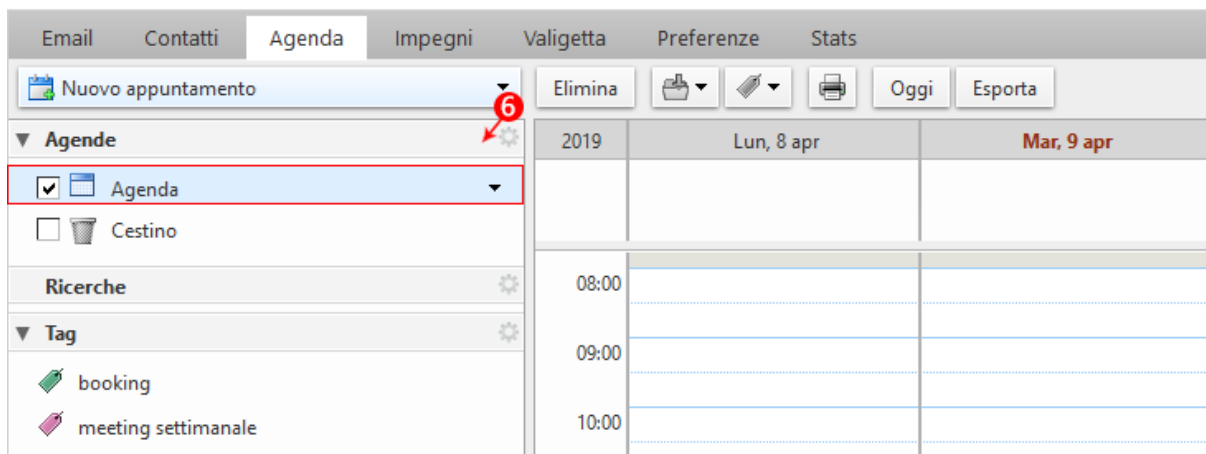 Email Contatti Agenda Impegni Valigetta Preferenze Stats
Nuovo appuntamento Elimina Oggi Esporta
6
Agende 2019 Lun, 8 apr Mar, 9 apr
Agenda
Cestino
Ricerche 08:00
Tag
09:00
booking
meeting settimanale 10:00